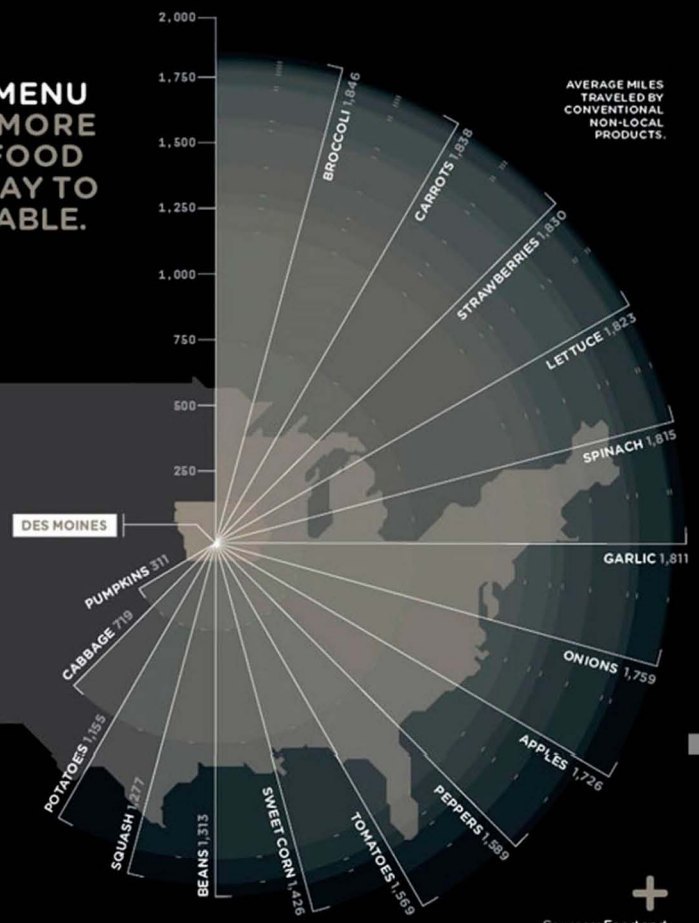 MENU
MORE
FOOD
AY TO
ABLE.
2,000
1,750
1,500
1,250
1,000
750
500
250
AVERAGE MILES
TRAVELED BY
CONVENTIONAL
NON-LOCAL
PRODUCTS.
BROCCOLI 1,846
CARROTS 1,838
STRAWBERRIES 1,830
LETTUCE 1,823
SPINACH 1,815
GARLIC 1,811
ONIONS 1,759
APPLES 1,726
PEPPERS 1,589
TOMATOES 1,569
SWEET CORN 1,426
BEANS 1,313
SQUASH 1,277
POTATOES 1,155
CABBAGE 719
PUMPKINS 311
DES MOINES